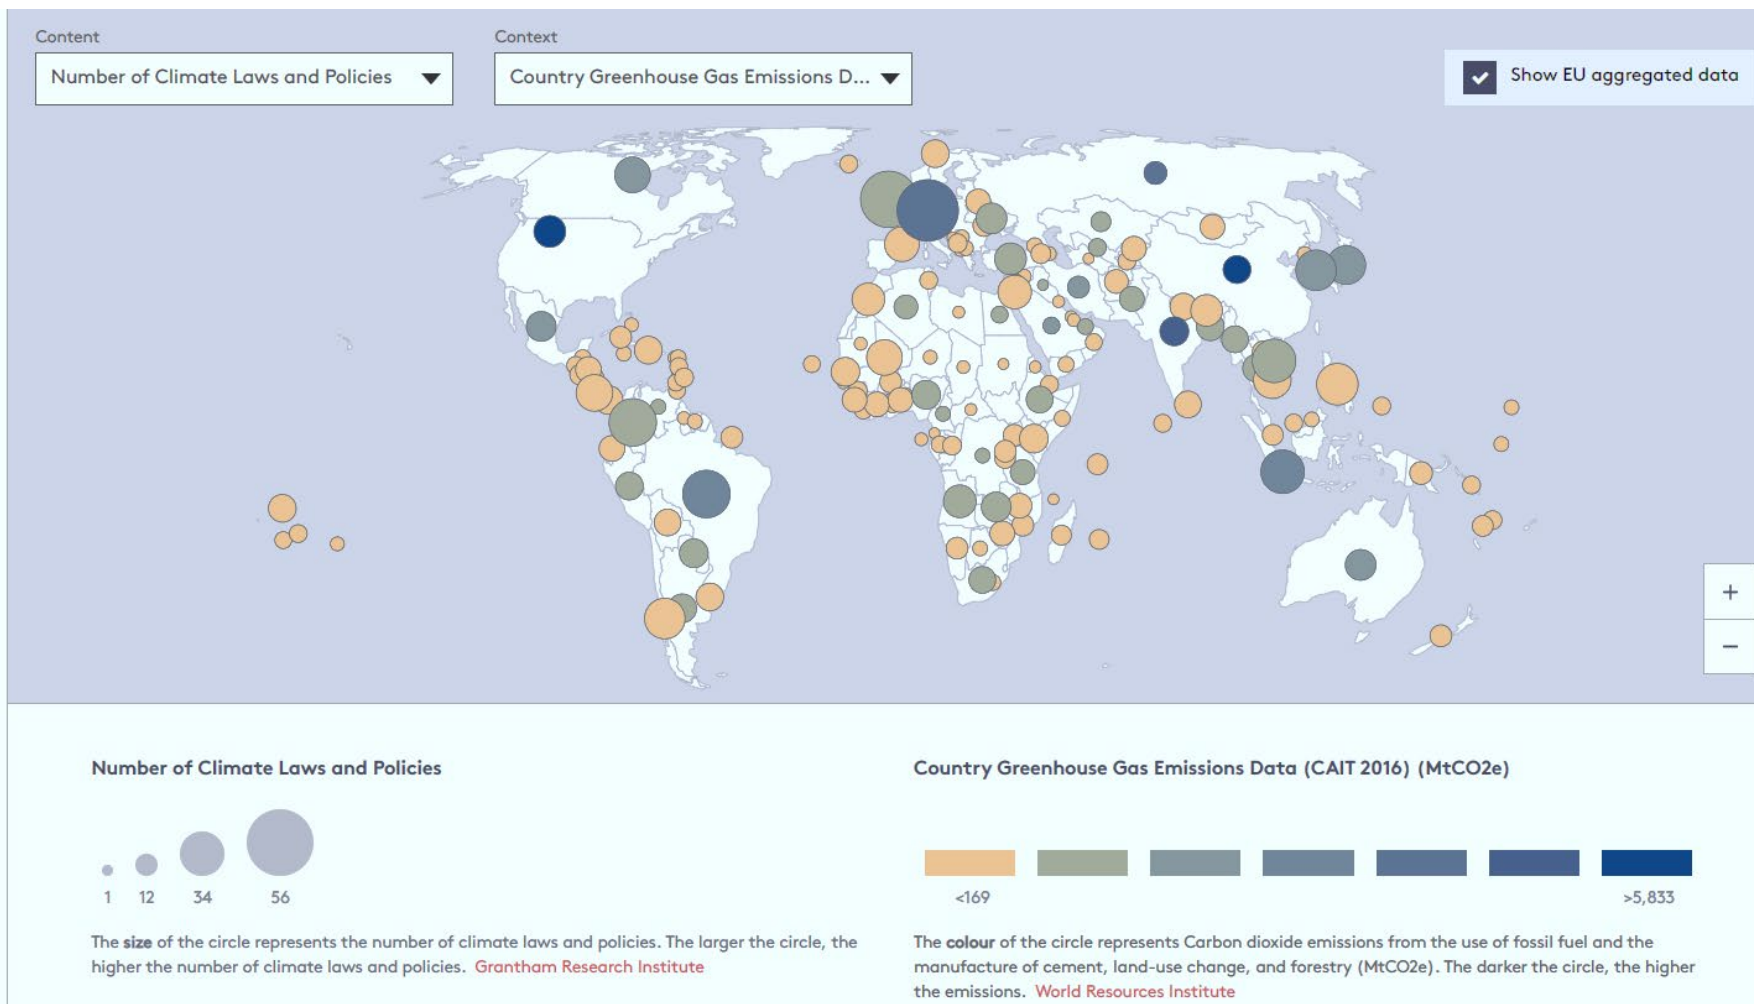 Content
Context
Number of Climate Laws and Policies
Country Greenhouse Gas Emissions D...
Show EU aggregated data
+
−
Number of Climate Laws and Policies
1 12 34 56
The size of the circle represents the number of climate laws and policies. The larger the circle, the
higher the number of climate laws and policies. Grantham Research Institute
Country Greenhouse Gas Emissions Data (CAIT 2016) (MtCO2e)
<169 >5,833
The colour of the circle represents Carbon dioxide emissions from the use of fossil fuel and the
manufacture of cement, land-use change, and forestry (MtCO2e). The darker the circle, the higher
the emissions. World Resources Institute